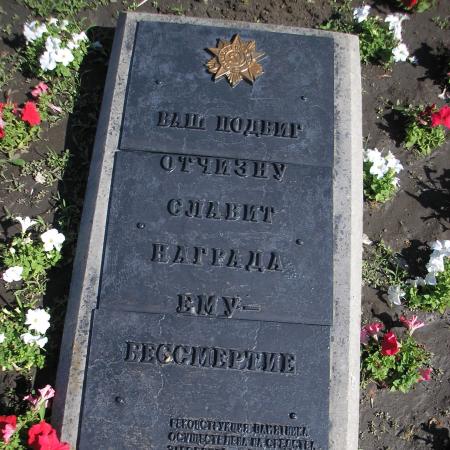 ВАШ ПОДВИГ
ОТЧИЗНУ
СЛАВИТ
НАГРАДА
ЕМУ—
БЕССМЕРТИЕ
РЕКОНСТРУКЦИЯ ПАМЯТНИКА
ОСУЩЕСТВЛЕНА НА СРЕДСТВА